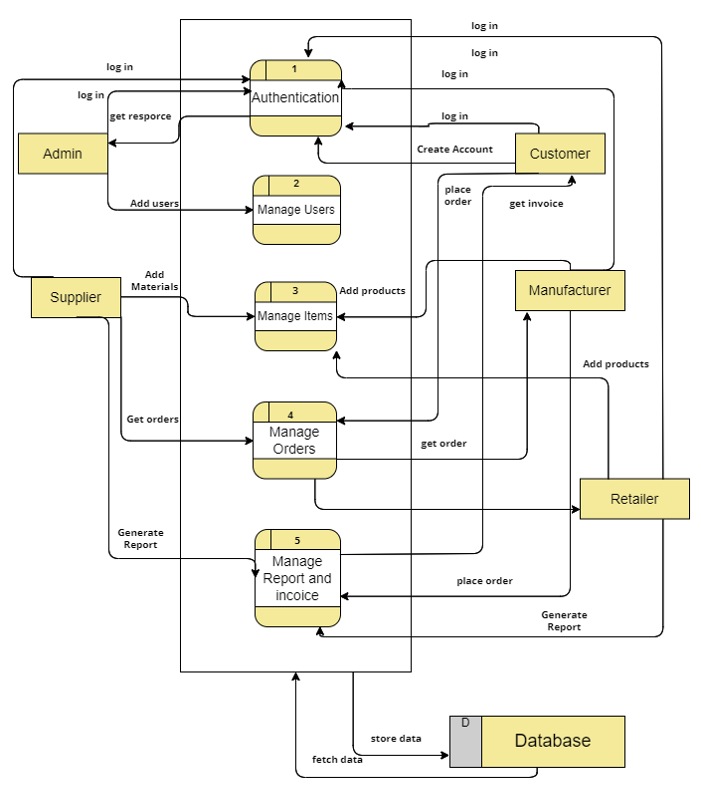 log in
log in
1
log in
log in
log in
Authentication
get resporce
log in
Admin
Create Account
Customer
2
place
order
Add users
Manage Users
get invoice
Add
Materials
Supplier
3
Add products
Manufacturer
Manage Items
Add products
4
Get orders
Manage
Orders
get order
Retailer
Generate
Report
5
Manage
Report and
incoice
place order
Generate
Report
D
store data
Database
fetch data